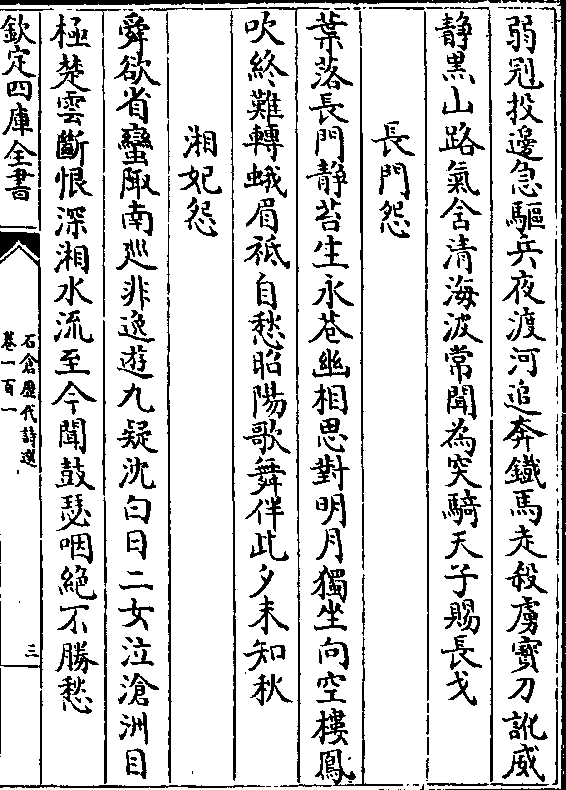 弱冠投邊急驅兵夜渡河追奔鐵馬走殺虜寶刀訛威
静黒山路氣含清海波常聞為突騎天子賜長戈
長門怨
葉落長門静苔生永巷幽相思對明月獨坐向空樓鳳
吹終難轉蛾眉祗自愁昭陽歌舞伴此夕未知秋
湘妃怨
舜欲省蠻陬南廵非逸遊九疑沈白日二女泣滄洲目
極楚雲斷恨深湘水流至今聞鼓瑟咽絶不勝愁
欽定四庫全書
石倉歷代詩選
卷一百一
三